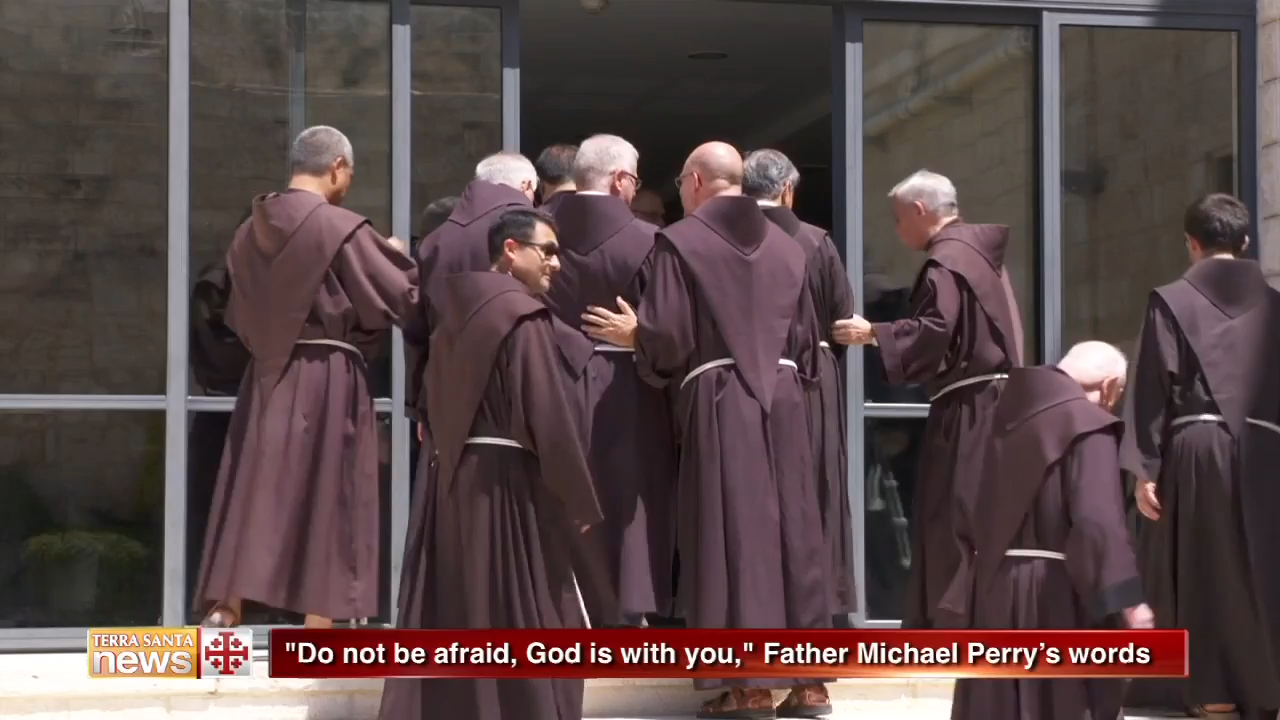 TERRA SANTA
news
"Do not be afraid, God is with you," Father Michael Perry's words